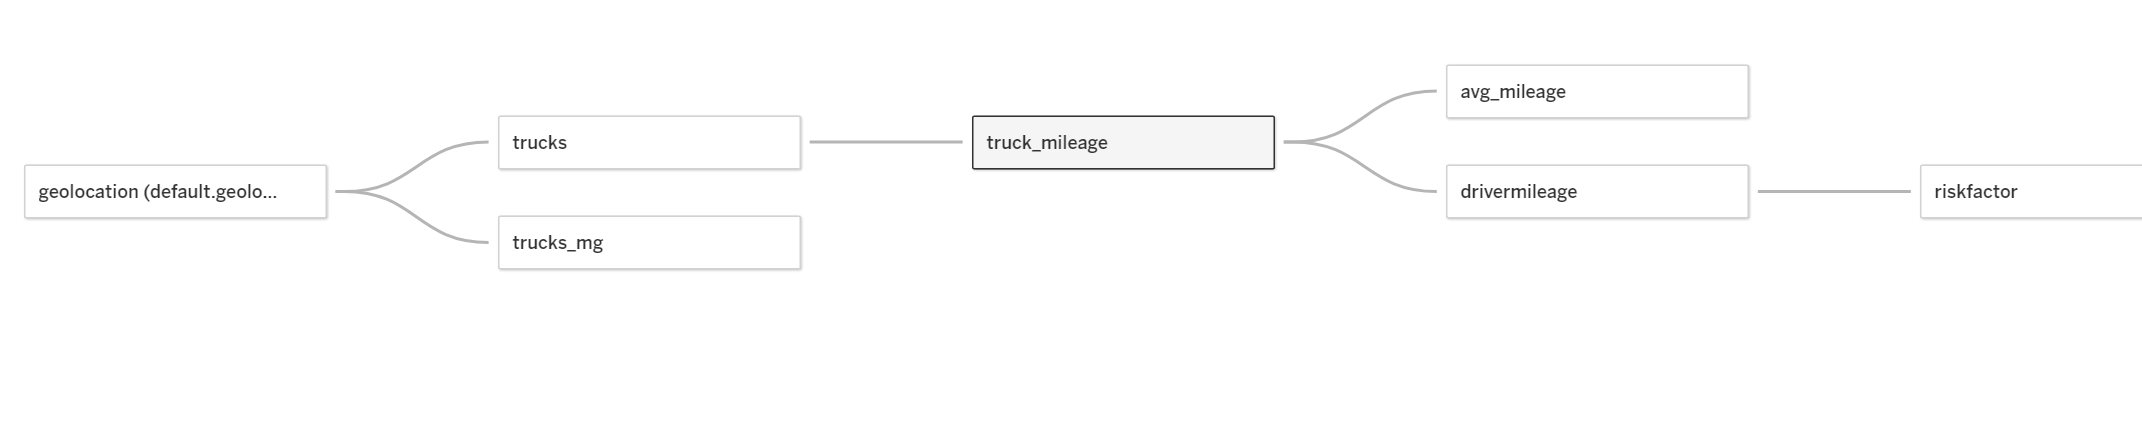 geolocation (default.geolo...
trucks
trucks_mg
truck_mileage
avg_mileage
drivermileage
riskfactor